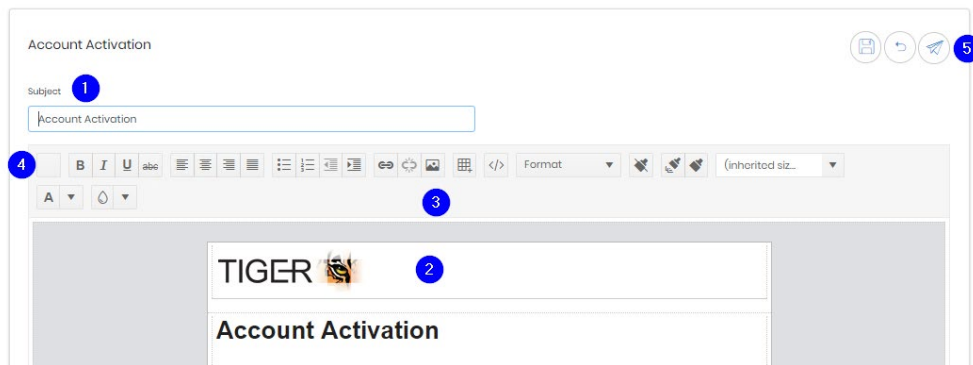 Account Activation
5
Subject
1
Account Activation
4
B I U abc Format (inherited siz...
A
3
TIGER
2
Account Activation